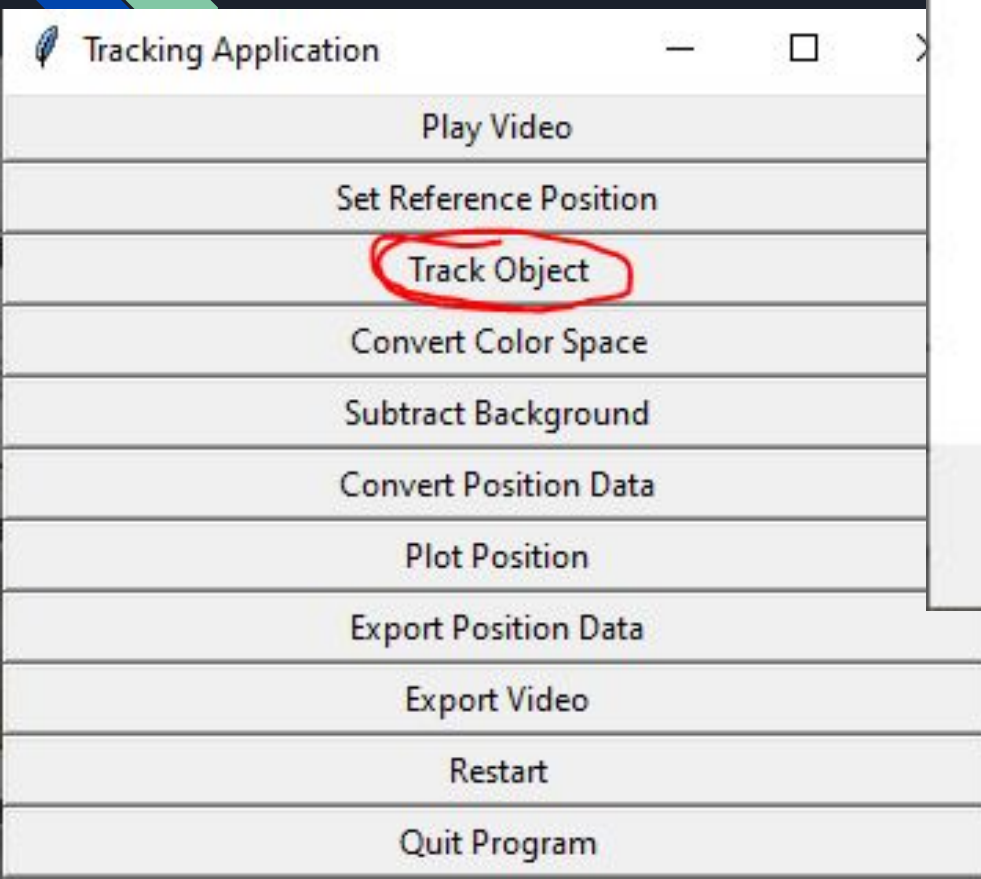 Tracking Application
Play Video
Set Reference Position
Track Object
Convert Color Space
Subtract Background
Convert Position Data
Plot Position
Export Position Data
Export Video
Restart
Quit Program